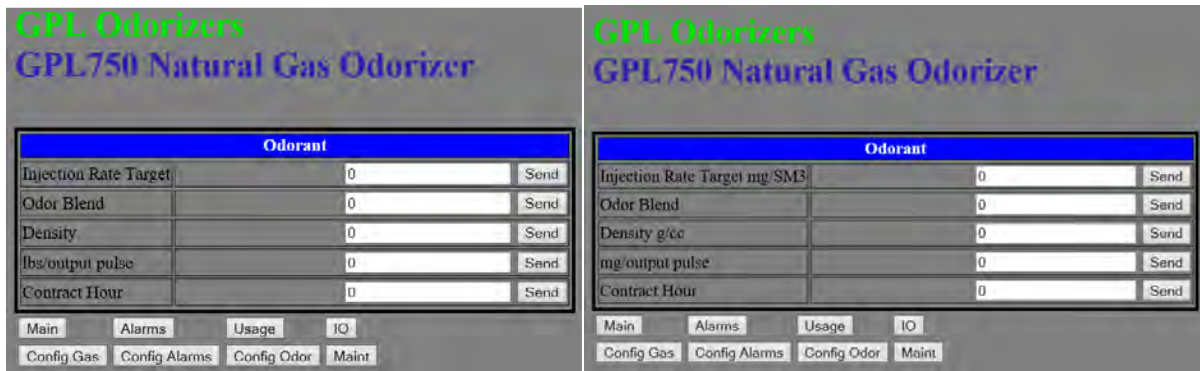 GPL Odorizers
GPL750 Natural Gas Odorizer
Odorant
Injection Rate Target 0 Send
Odor Blend 0 Send
Density 0 Send
lbs/output pulse 0 Send
Contract Hour 0 Send
Main Alarms Usage IO
Config Gas Config Alarms Config Odor Maint
GPL Odorizers
GPL750 Natural Gas Odorizer
Odorant
Injection Rate Target mg/SM3 0 Send
Odor Blend 0 Send
Density g/cc 0 Send
mg/output pulse 0 Send
Contract Hour 0 Send
Main Alarms Usage IO
Config Gas Config Alarms Config Odor Maint